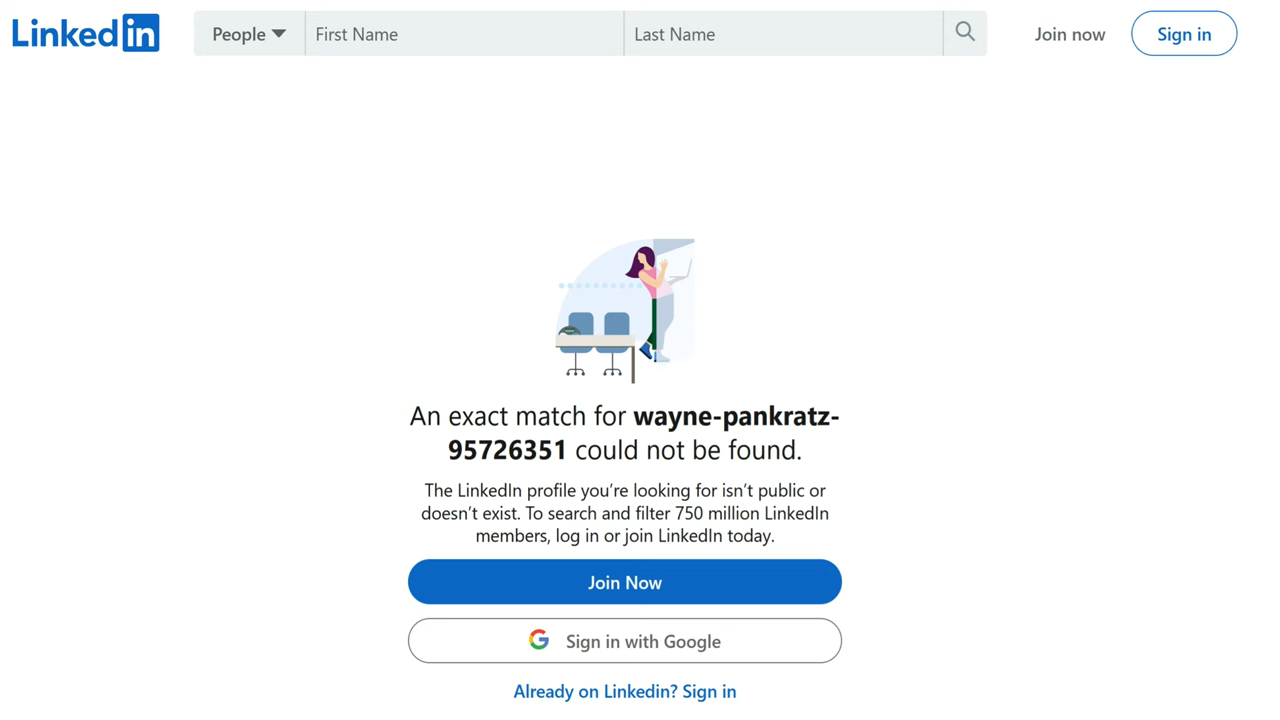 Linkedin
People First Name Last Name Join now Sign in
An exact match for wayne-pankratz-
95726351 could not be found.
The LinkedIn profile you’re looking for isn’t public or
doesn’t exist. To search and filter 750 million LinkedIn
members, log in or join LinkedIn today.
Join Now
Sign in with Google
Already on Linkedin? Sign in